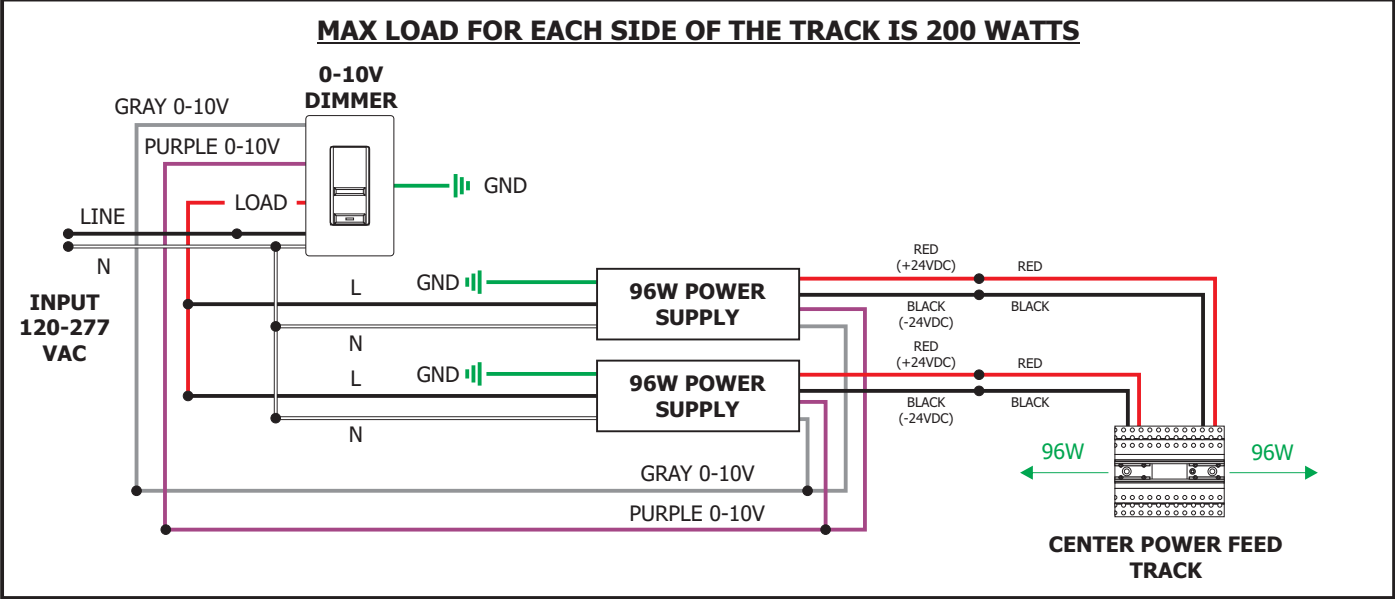 MAX LOAD FOR EACH SIDE OF THE TRACK IS 200 WATTS
0-10V
DIMMER
GRAY 0-10V
PURPLE 0-10V
LOAD
GND
LINE
N
INPUT
120-277
VAC
L
GND
N
96W POWER
SUPPLY
RED
(+24VDC)
RED
BLACK
(-24VDC)
BLACK
L
GND
N
96W POWER
SUPPLY
RED
(+24VDC)
RED
BLACK
(-24VDC)
BLACK
GRAY 0-10V
PURPLE 0-10V
96W
96W
CENTER POWER FEED
TRACK